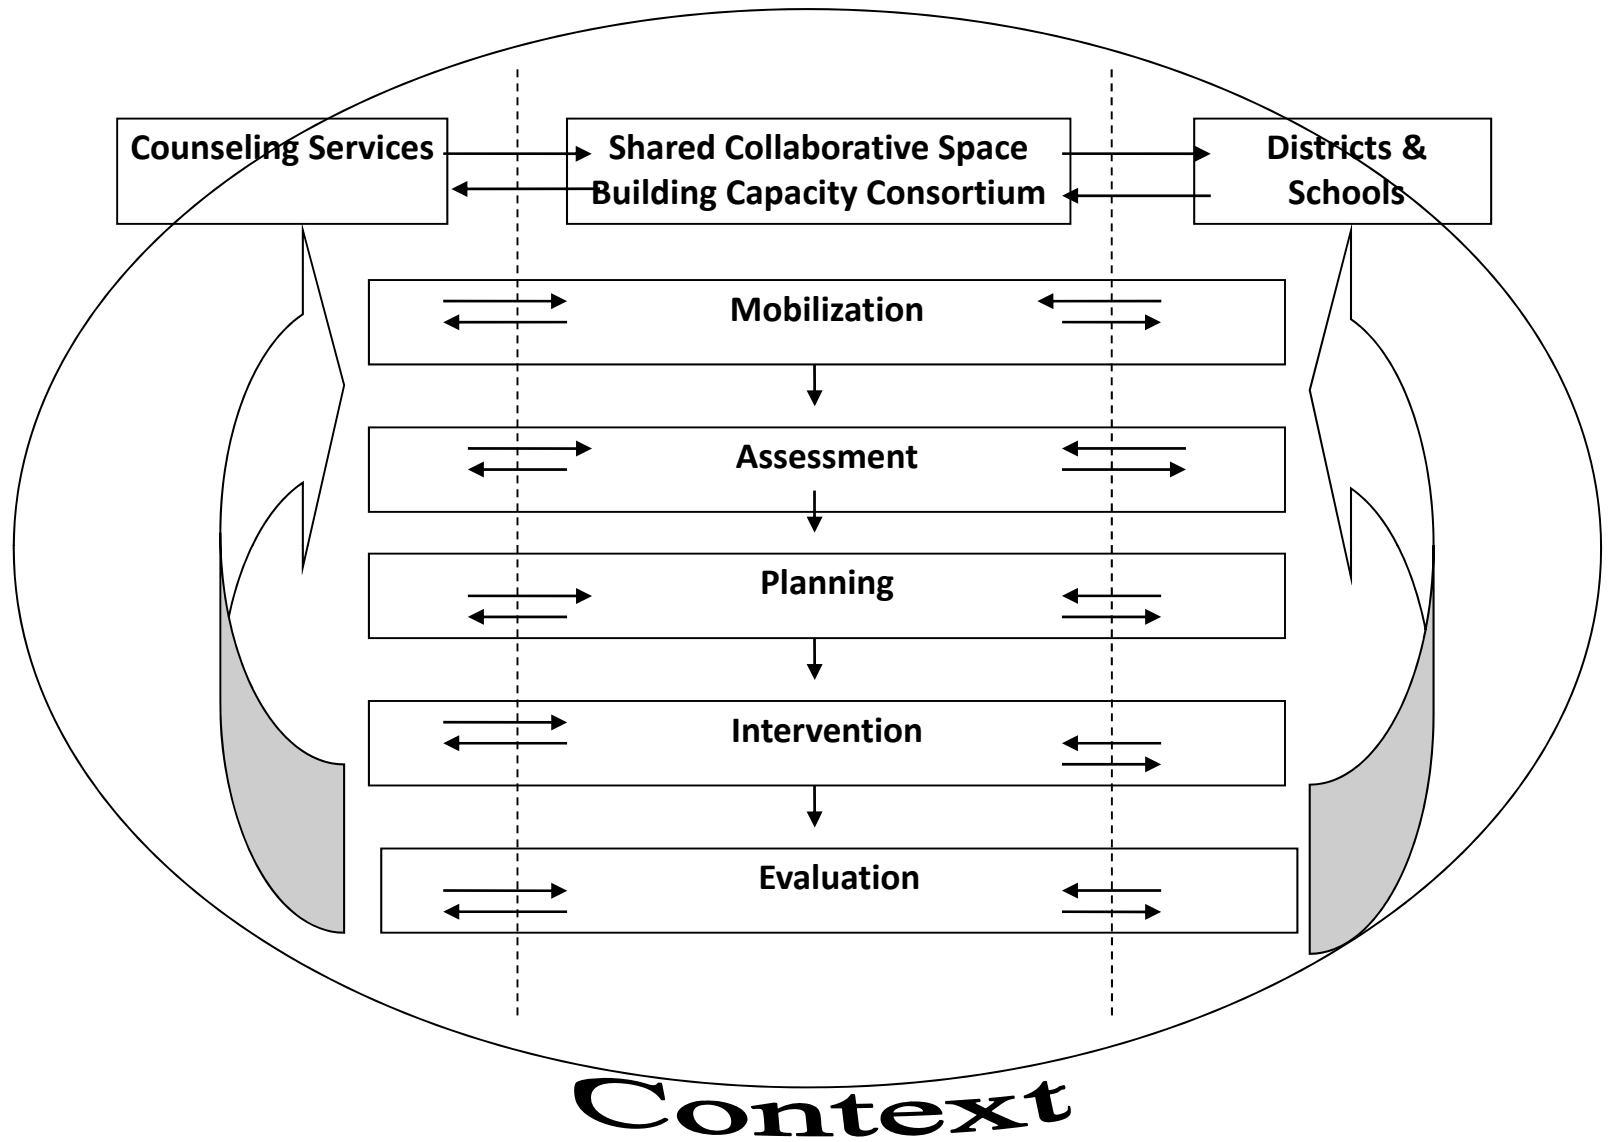 Counseling Services
Shared Collaborative Space
Building Capacity Consortium
Districts &
Schools
Mobilization
Assessment
Planning
Intervention
Evaluation
Context